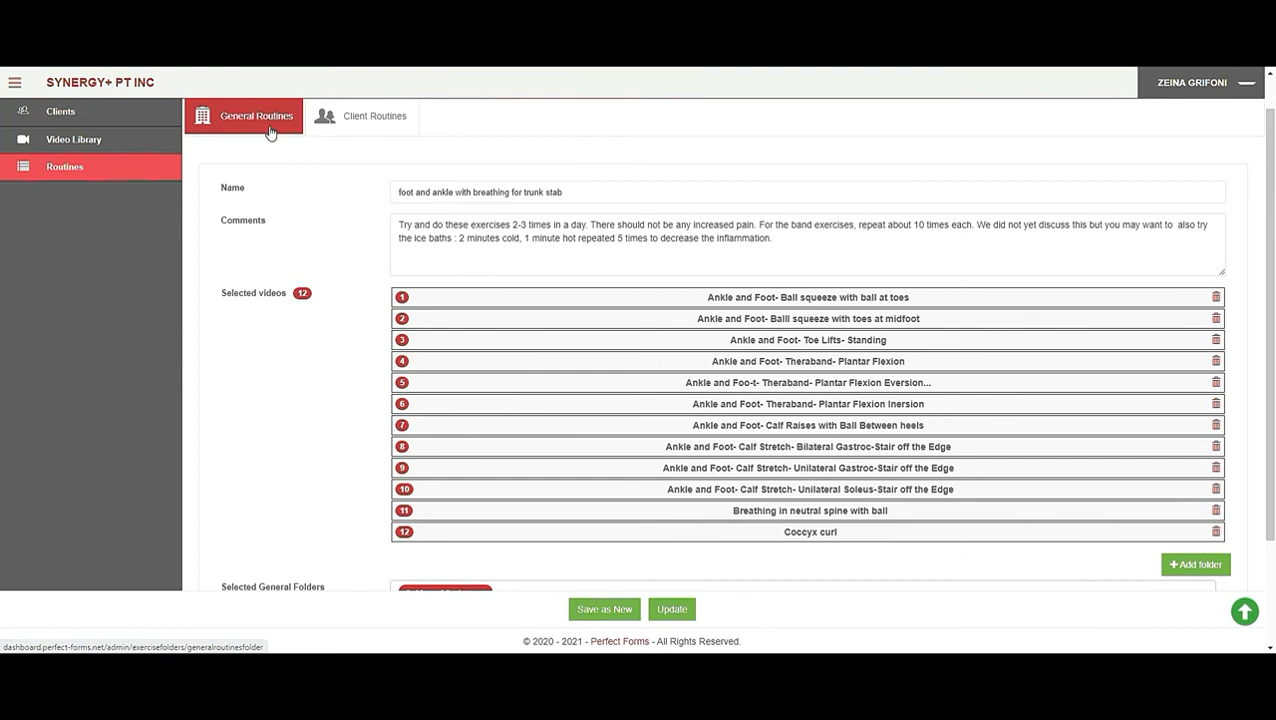 SYNERGY+ PT INC
ZEINA GRIFONI
Clients
Video Library
Routines
General Routines
Client Routines
Name
foot and ankle with breathing for trunk stab
Comments
Try and do these exercises 2-3 times in a day. There should not be any increased pain. For the band exercises, repeat about 10 times each. We did not yet discuss this but you may want to also try
the ice baths : 2 minutes cold, 1 minute hot repeated 5 times to decrease the inflammation.
Selected videos 12
1 Ankle and Foot- Ball squeeze with ball at toes
2 Ankle and Foot- Balll squeeze with toes at midfoot
3 Ankle and Foot- Toe Lifts- Standing
4 Ankle and Foot- Theraband- Plantar Flexion
5 Ankle and Foo-t- Theraband- Plantar Flexion Eversion...
6 Ankle and Foot- Theraband- Plantar Flexion Inersion
7 Ankle and Foot- Calf Raises with Ball Between heels
8 Ankle and Foot- Calf Stretch- Bilateral Gastroc-Stair off the Edge
9 Ankle and Foot- Calf Stretch- Unilateral Gastroc-Stair off the Edge
10 Ankle and Foot- Calf Stretch- Unilateral Soleus-Stair off the Edge
11 Breathing in neutral spine with ball
12 Coccyx curl
+ Add folder
Selected General Folders
Save as New
Update
© 2020 - 2021 - Perfect Forms - All Rights Reserved.
dashboard.perfect-forms.net/admin/exercisefolders/generalroutinesfolder